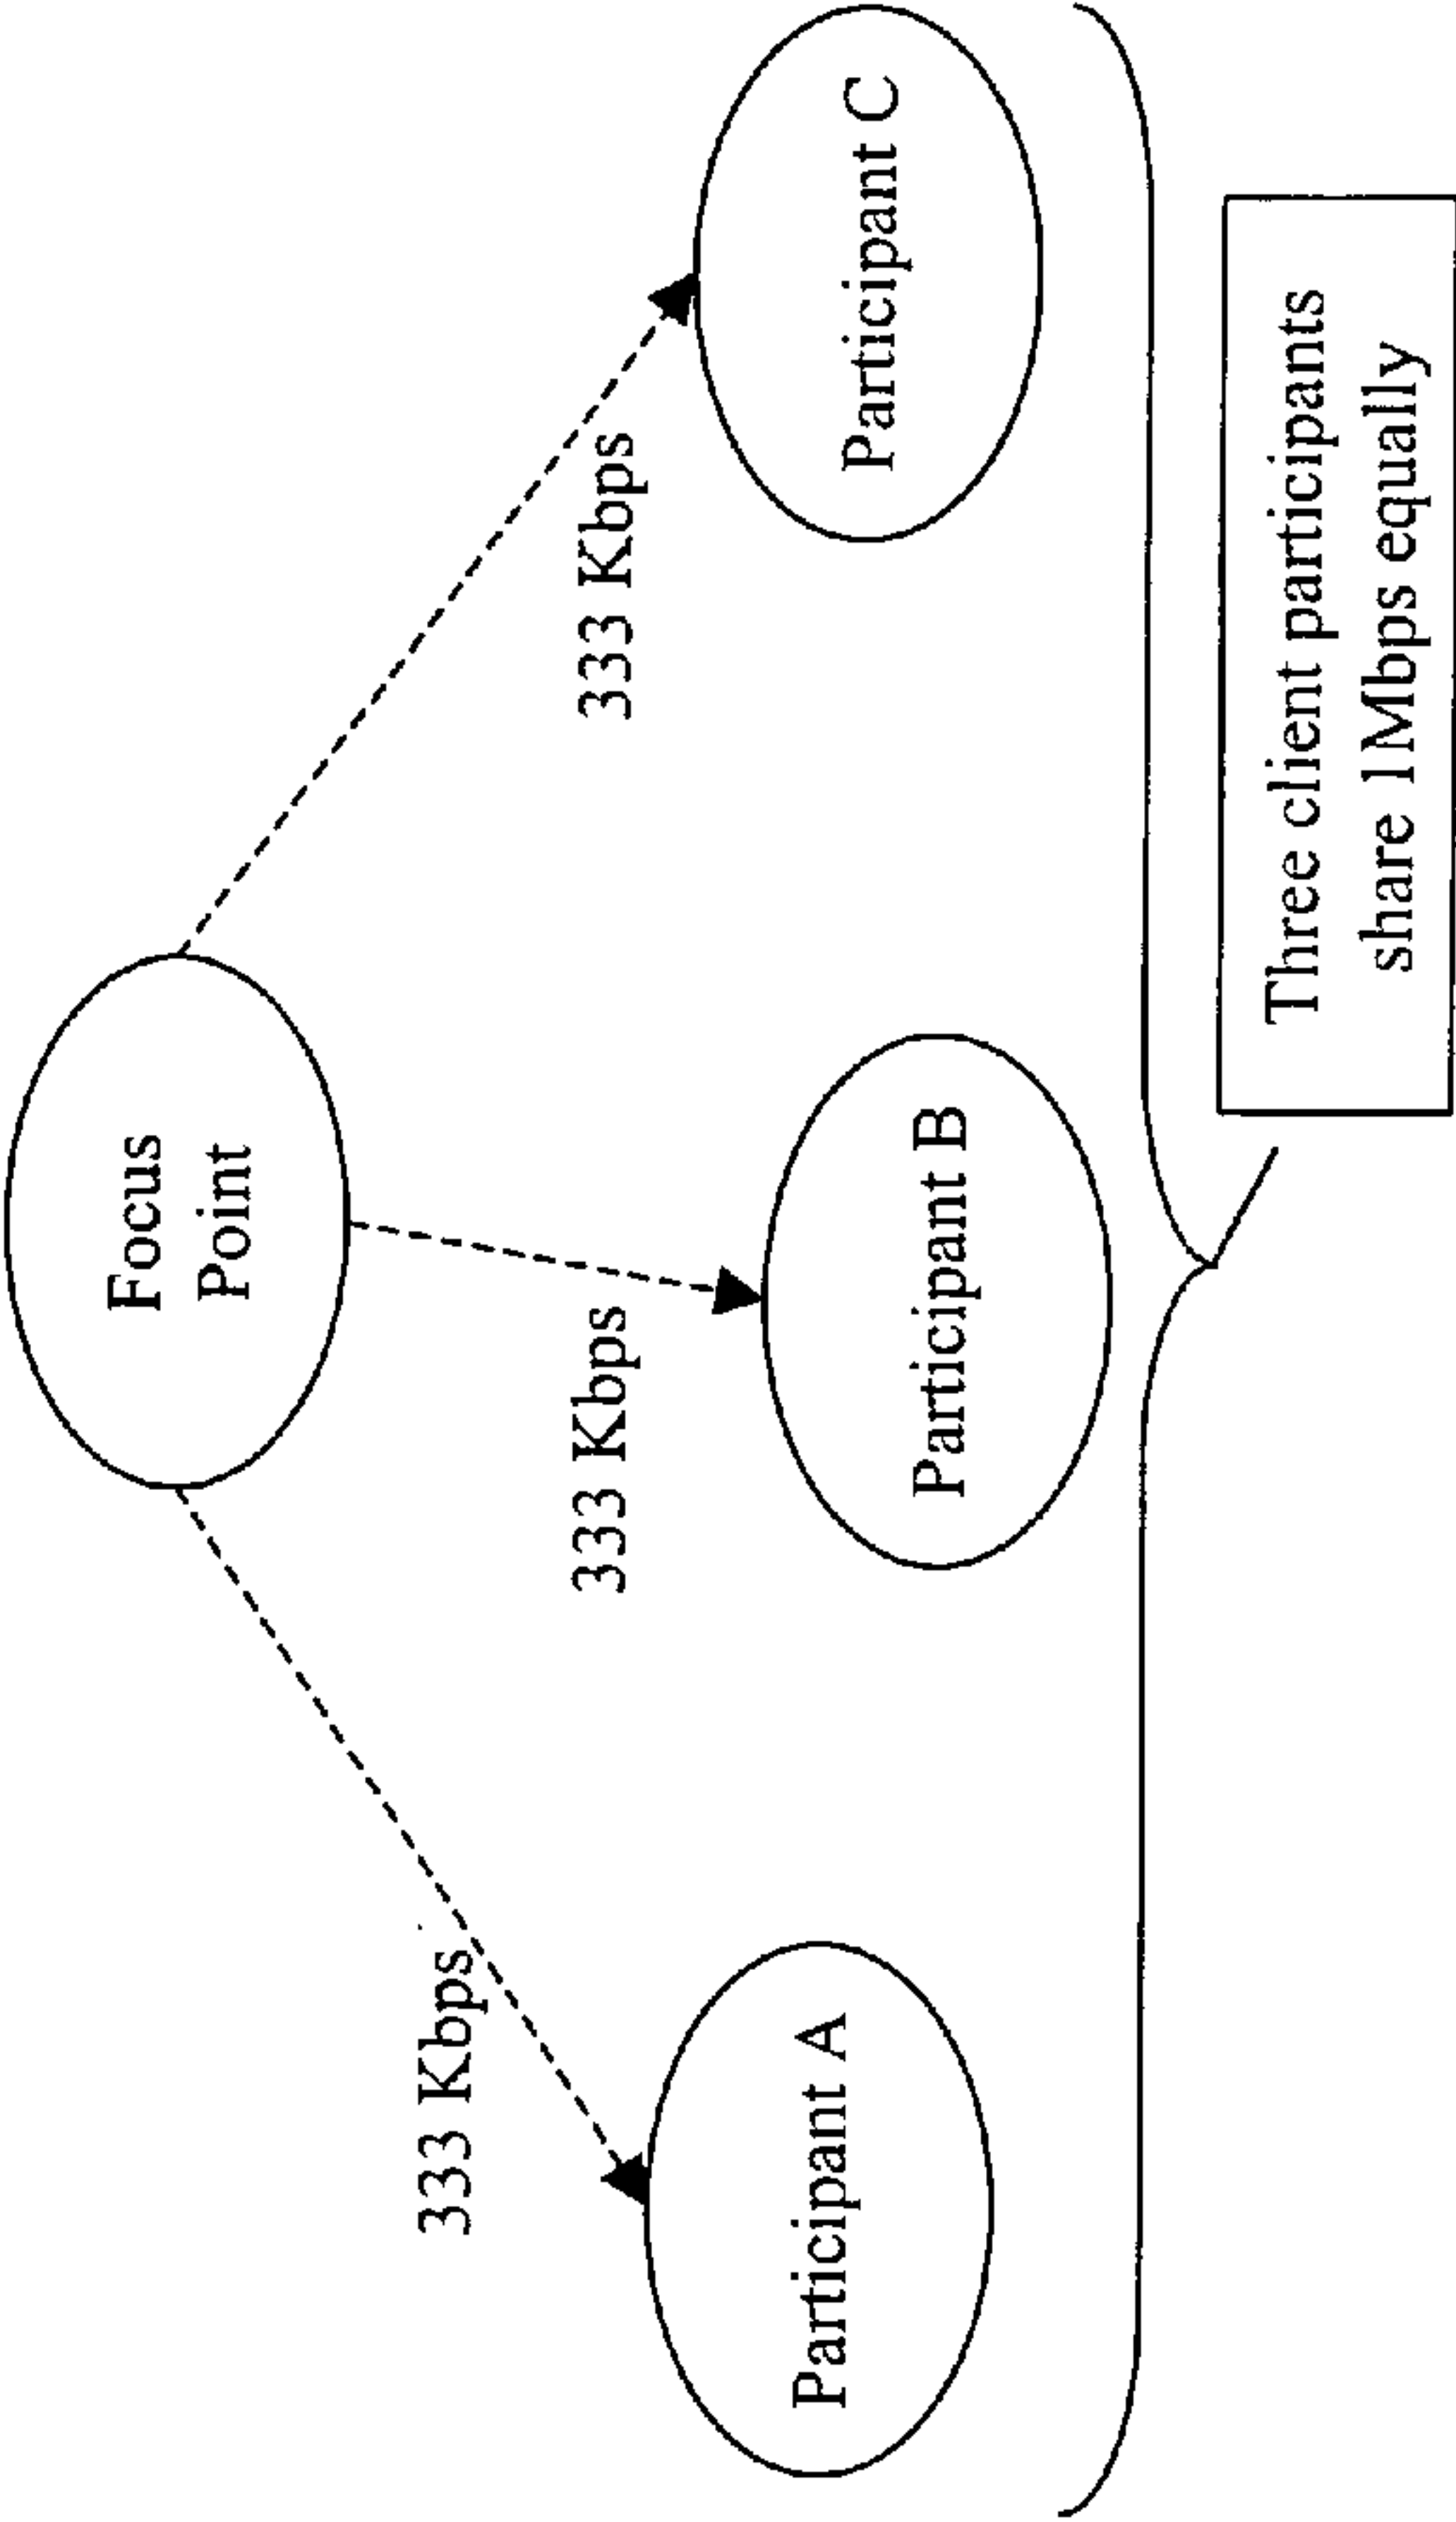 Focus
Point
333 Kbps
333 Kbps
333 Kbps
Participant A
Participant B
Participant C
Three client participants
share 1Mbps equally